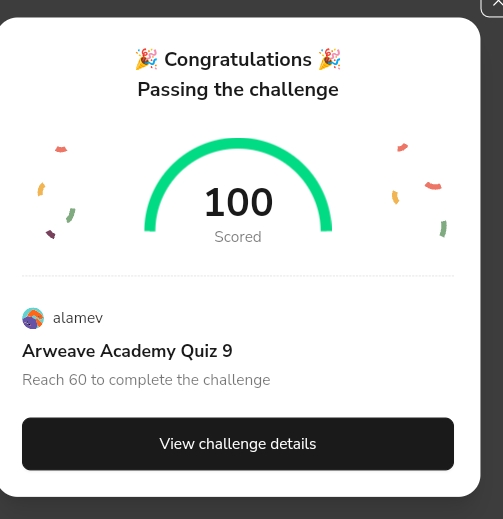 🎉 Congratulations 🎉
Passing the challenge
100
Scored
alamev
Arweave Academy Quiz 9
Reach 60 to complete the challenge
View challenge details